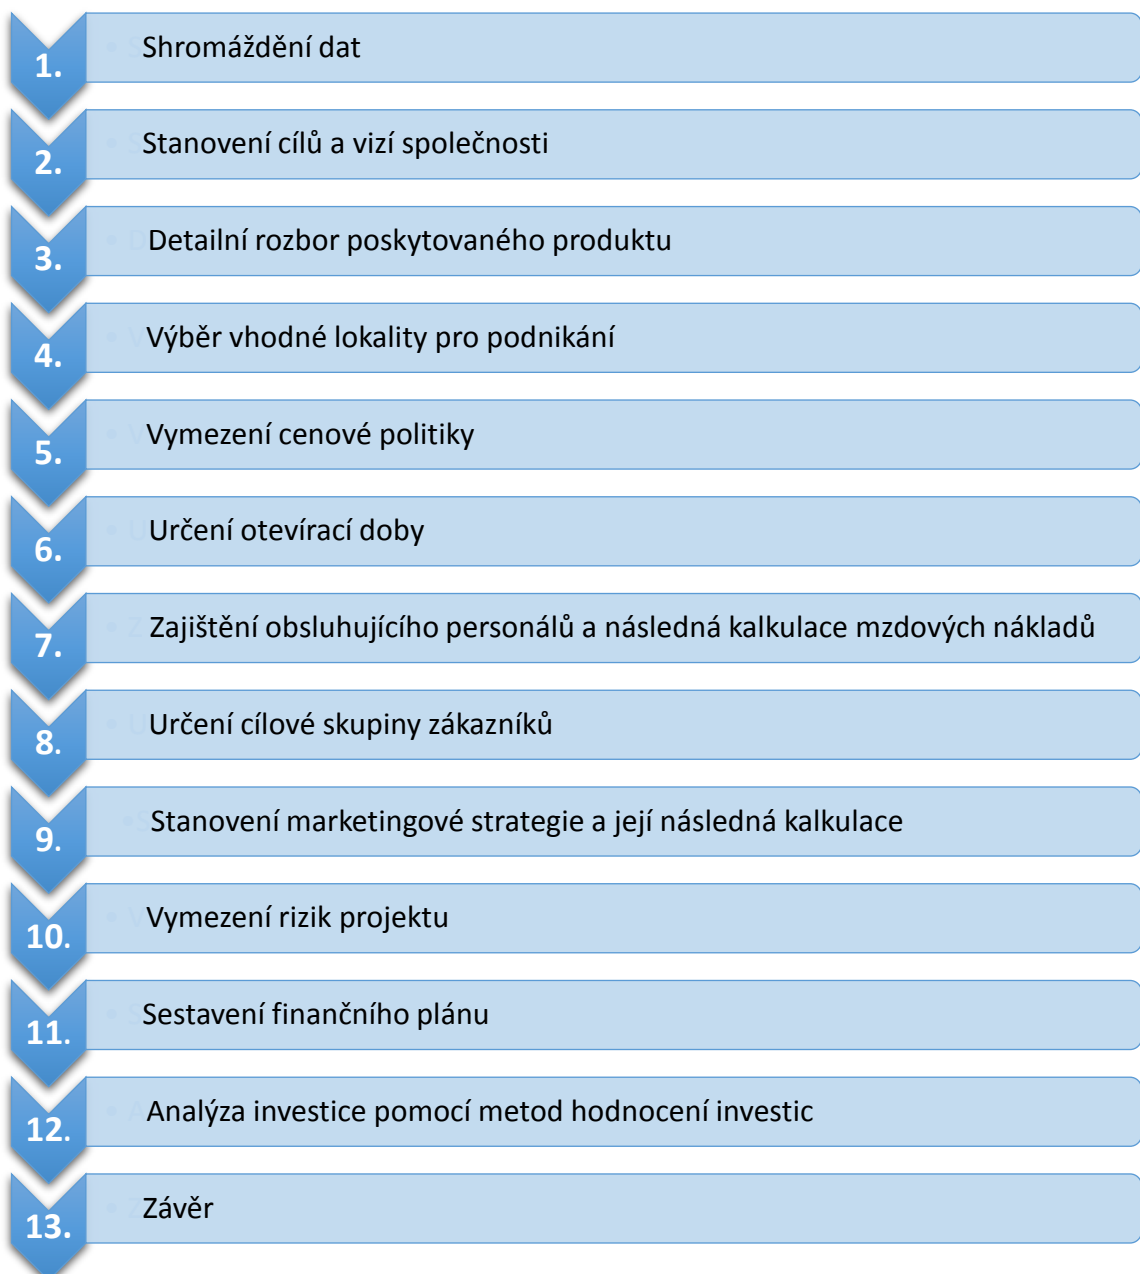 1. Shromáždění dat
2. Stanovení cílů a vizí společnosti
3. Detailní rozbor poskytovaného produktu
4. Výběr vhodné lokality pro podnikání
5. Vymezení cenové politiky
6. Určení otevírací doby
7. Zajištění obsluhujícího personálů a následná kalkulace mzdových nákladů
8. Určení cílové skupiny zákazníků
9. Stanovení marketingové strategie a její následná kalkulace
10. Vymezení rizik projektu
11. Sestavení finančního plánu
12. Analýza investice pomocí metod hodnocení investic
13. Závěr